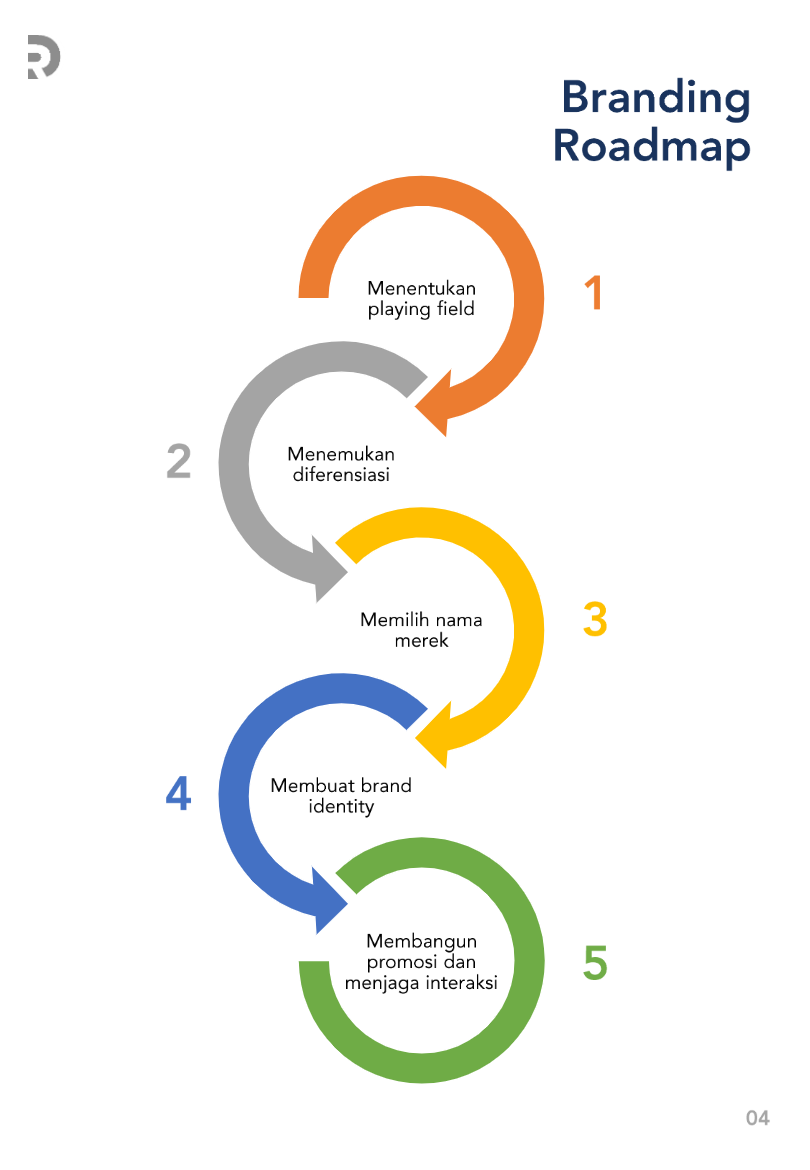 Branding
Roadmap
Menentukan
playing field
1
2
Menemukan
diferensiasi
Memilih nama
merek
3
4
Membuat brand
identity
Membangun
promosi dan
menjaga interaksi
5
04